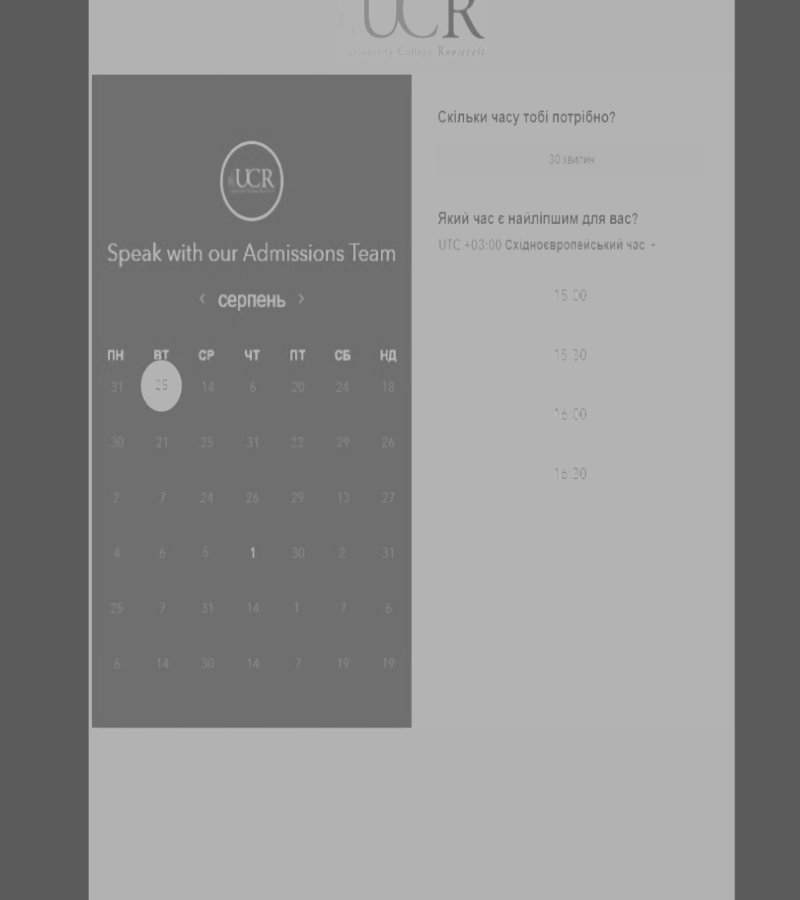 UCR
University College Roosevelt
UCR
Speak with our Admissions Team
‹ серпень ›
ПН ВТ СР ЧТ ПТ СБ НД
31 25 14 6 20 24 18
30 21 25 31 23 29 26
2 7 24 26 29 13 27
4 6 5 1 30 2 31
25 7 31 14 1 7 6
6 14 30 14 7 19 19
Скільки часу тобі потрібно?
30 хвилин
Який час є найліпшим для вас?
UTC +03:00 Східноєвропейський час
15:00
15:30
16:00
16:30